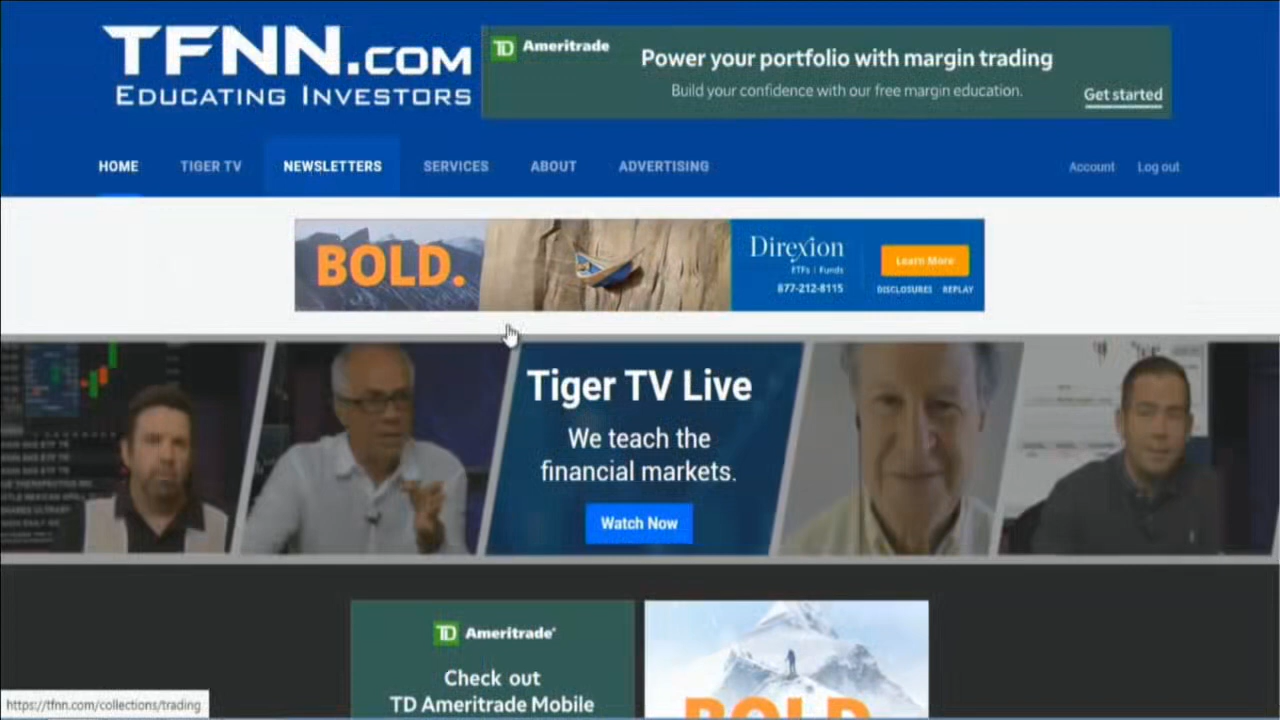 TFNN.COM
EDUCATING INVESTORS
TD Ameritrade
Power your portfolio with margin trading
Build your confidence with our free margin education.
Get started
HOME
TIGER TV
NEWSLETTERS
SERVICES
ABOUT
ADVERTISING
Account
Log out
BOLD.
Direxion
ETFs | Funds
877-212-8115
Learn More
DISCLOSURES
REPLAY
Tiger TV Live
We teach the
financial markets.
Watch Now
TD Ameritrade®
Check out
TD Ameritrade Mobile
BOLD
https://tfnn.com/collections/trading